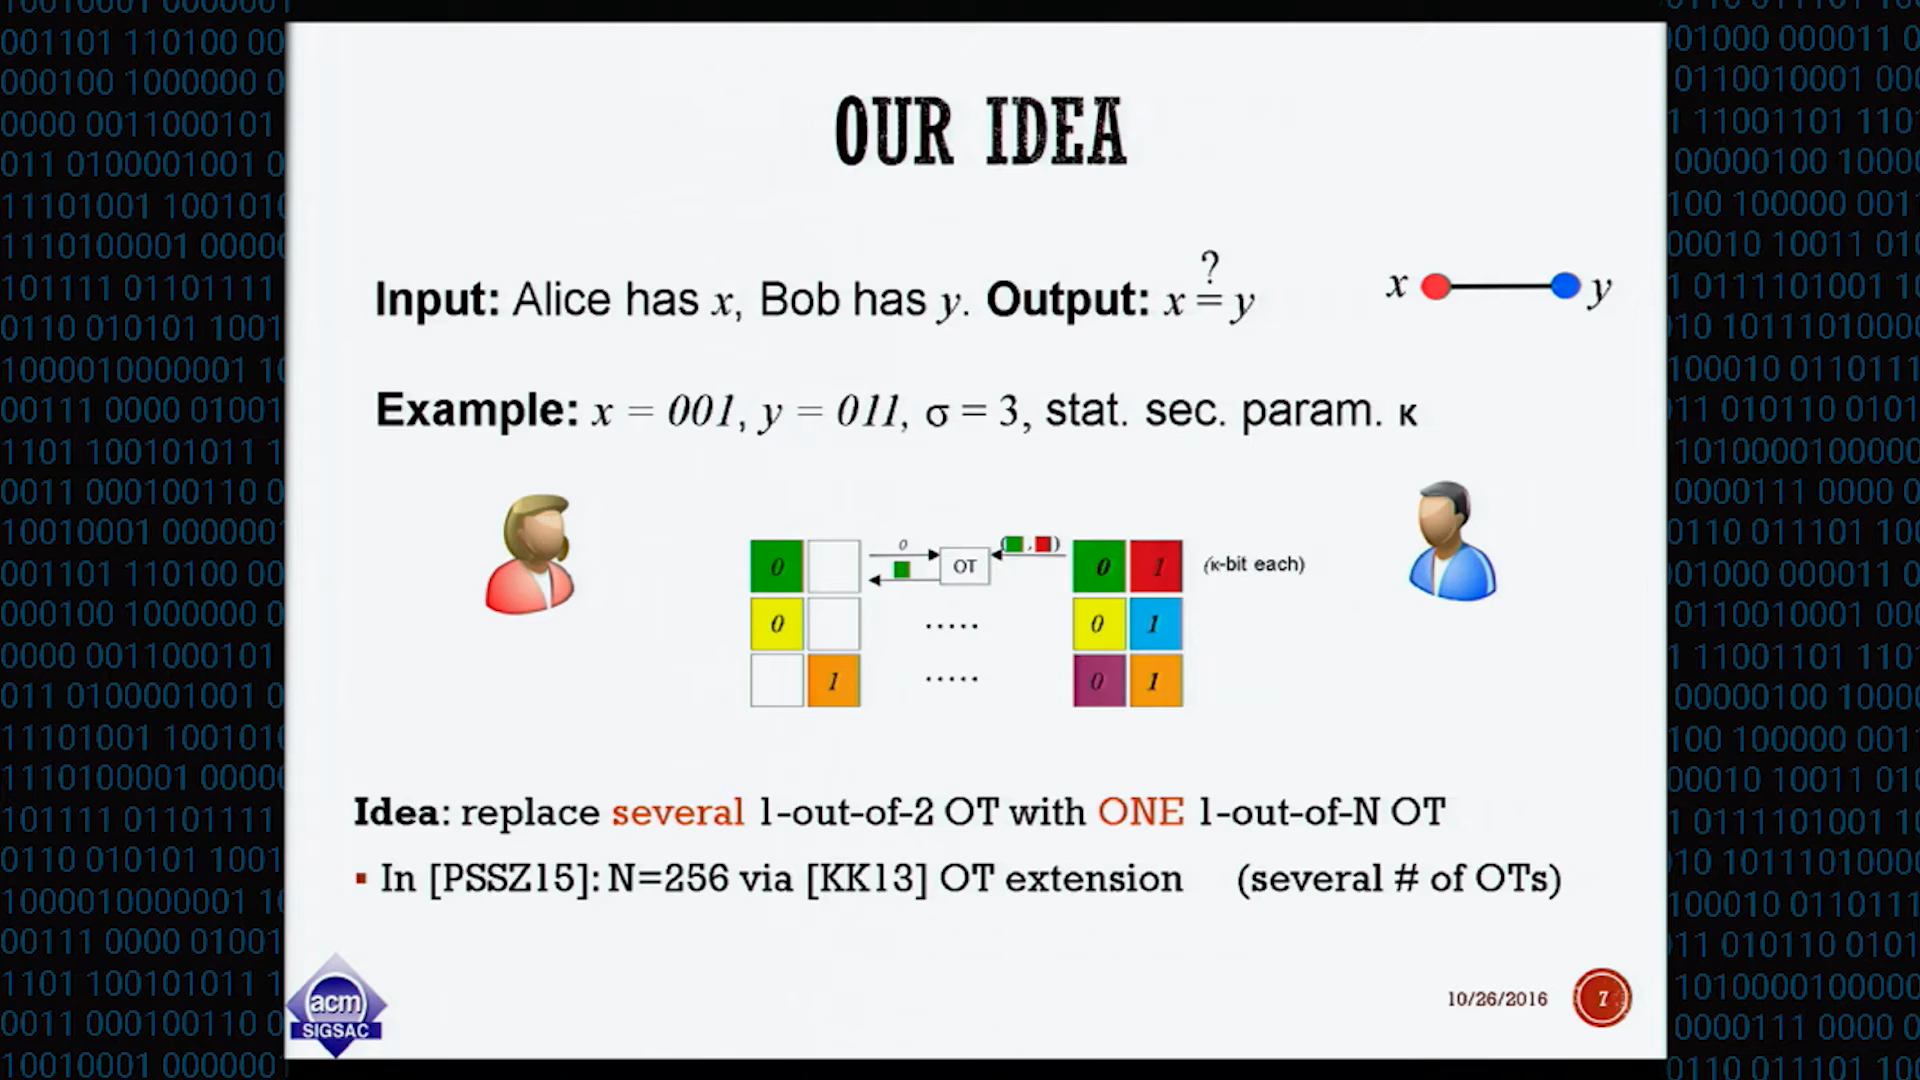 OUR IDEA
?
Input: Alice has x, Bob has y. Output: x = y
x y
Example: x = 001, y = 011, σ = 3, stat. sec. param. κ
0 0 OT ( , ) 0 1 (κ-bit each)
0 ..... 0 1
1 ..... 0 1
Idea: replace several 1-out-of-2 OT with ONE 1-out-of-N OT
▪ In [PSSZ15]: N=256 via [KK13] OT extension (several # of OTs)
acm
SIGSAC
10/26/2016 7